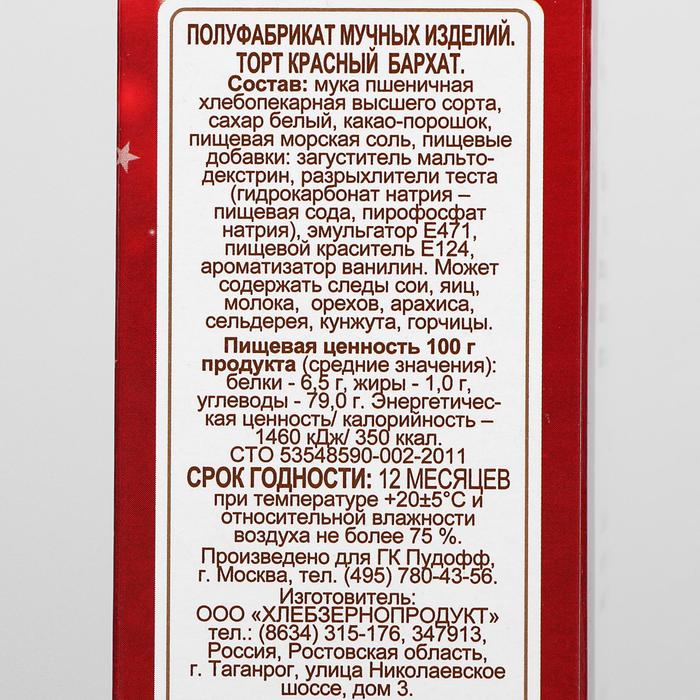 ПОЛУФАБРИКАТ МУЧНЫХ ИЗДЕЛИЙ.
ТОРТ КРАСНЫЙ БАРХАТ.
Состав: мука пшеничная
хлебопекарная высшего сорта,
сахар белый, какао-порошок,
пищевая морская соль, пищевые
добавки: загуститель мальто-
декстрин, разрыхлители теста
(гидрокарбонат натрия –
пищевая сода, пирофосфат
натрия), эмульгатор Е471,
пищевой краситель Е124,
ароматизатор ванилин. Может
содержать следы сои, яиц,
молока, орехов, арахиса,
сельдерея, кунжута, горчицы.
Пищевая ценность 100 г
продукта (средние значения):
белки - 6,5 г, жиры - 1,0 г,
углеводы - 79,0 г. Энергетичес-
кая ценность/ калорийность –
1460 кДж/ 350 ккал.
СТО 53548590-002-2011
СРОК ГОДНОСТИ: 12 МЕСЯЦЕВ
при температуре +20±5°С и
относительной влажности
воздуха не более 75 %.
Произведено для ГК Пудофф,
г. Москва, тел. (495) 780-43-56.
Изготовитель:
ООО «ХЛЕБЗЕРНОПРОДУКТ»
тел.: (8634) 315-176, 347913,
Россия, Ростовская область,
г. Таганрог, улица Николаевское
шоссе, дом 3.